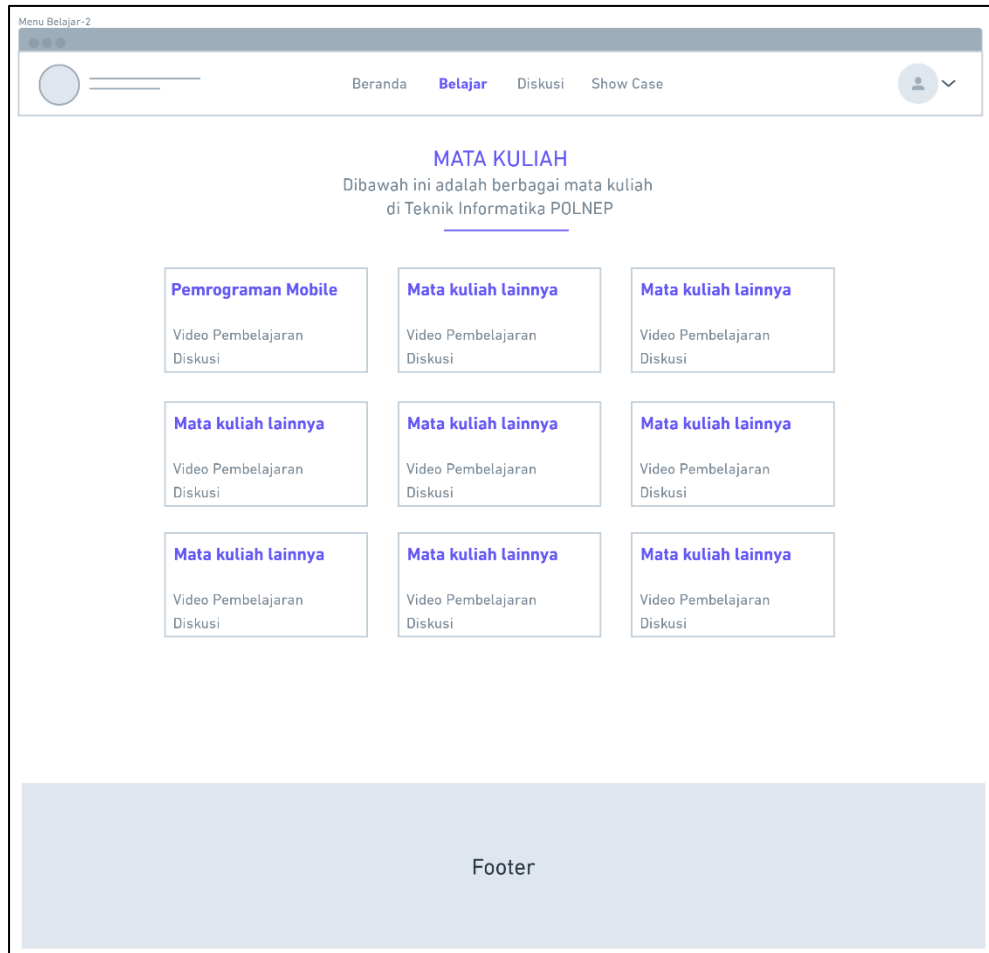 Menu Belajar-2
Beranda Belajar Diskusi Show Case
MATA KULIAH
Dibawah ini adalah berbagai mata kuliah
di Teknik Informatika POLNEP
Pemrograman Mobile
Video Pembelajaran
Diskusi
Mata kuliah lainnya
Video Pembelajaran
Diskusi
Mata kuliah lainnya
Video Pembelajaran
Diskusi
Mata kuliah lainnya
Video Pembelajaran
Diskusi
Mata kuliah lainnya
Video Pembelajaran
Diskusi
Mata kuliah lainnya
Video Pembelajaran
Diskusi
Mata kuliah lainnya
Video Pembelajaran
Diskusi
Mata kuliah lainnya
Video Pembelajaran
Diskusi
Mata kuliah lainnya
Video Pembelajaran
Diskusi
Footer